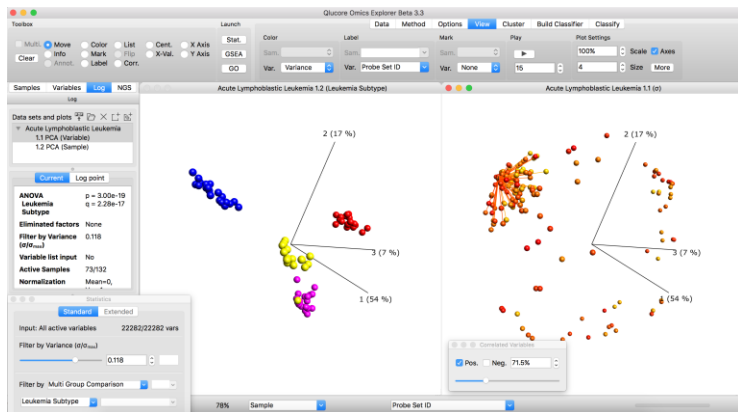 Qlucore Omics Explorer Beta 3.3
Toolbox
Launch
Data Method Options View Cluster Build Classifier Classify
Multi. Move Color List Cent. X Axis
Info Mark Flip X-Val. Y Axis
Clear Annot. Label Corr.
Stat.
GSEA
GO
Color
Label
Mark
Play
Plot Settings
Sam.
Sam.
Sam.
100% Scale Axes
Var. Variance
Var. Probe Set ID
Var. None
15
4 Size More
Samples Variables Log NGS
Log
Data sets and plots
Acute Lymphoblastic Leukemia
1.1 PCA (Variable)
1.2 PCA (Sample)
Current Log point
ANOVA p = 3.00e-19
Leukemia q = 2.28e-17
Subtype
Eliminated factors None
Filter by Variance 0.118
Variable list input No
Active Samples 73/132
Normalization Mean=0,
Acute Lymphoblastic Leukemia 1.2 (Leukemia Subtype)
2 (17 %)
3 (7 %)
1 (54 %)
Acute Lymphoblastic Leukemia 1.1 (σ)
2 (17 %)
3 (7 %)
1 (54 %)
Statistics
Standard Extended
Input: All active variables 22282/22282 vars
Filter by Variance (σ/σmax)
0.118
Filter by Multi Group Comparison
Leukemia Subtype
Correlated Variables
Pos. Neg. 71.5%
78% Sample Probe Set ID